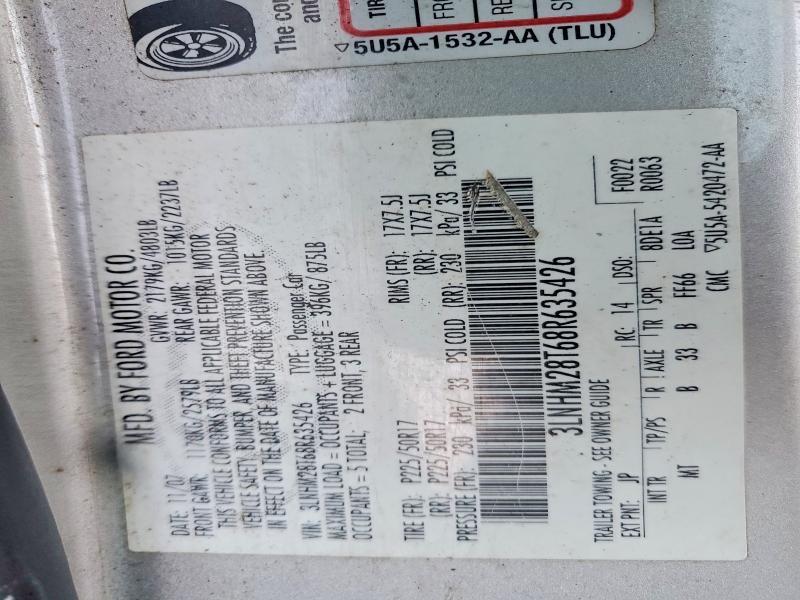 The co
and
TIR
FR
RE
S
▽ 5U5A-1532-AA (TLU)
MFD. BY FORD MOTOR CO.
DATE: 11/07 GVWR: 2179KG/4803LB
FRONT GAWR: 1170KG/2579LB REAR GAWR: 1015KG/2237LB
THIS VEHICLE CONFORMS TO ALL APPLICABLE FEDERAL MOTOR
VEHICLE SAFETY, BUMPER, AND THEFT PREVENTION STANDARDS
IN EFFECT ON THE DATE OF MANUFACTURE SHOWN ABOVE.
VIN: 3LNHM28T68R635426 TYPE: Passenger Car
MAXIMUM LOAD = OCCUPANTS + LUGGAGE = 396KG/ 875LB
OCCUPANTS = 5 TOTAL, 2 FRONT, 3 REAR
TIRE (FR): P225/50R17 RIMS (FR): 17X7.5J
(RR): P225/50R17 (RR): 17X7.5J
PRESSURE (FR): 230 kPa/ 33 PSI COLD (RR): 230 kPa/ 33 PSI COLD
3LNHM28T68R635426
TRAILER TOWING - SEE OWNER GUIDE F0022
EXT PNT: JP RC: 14 DSO: R0063
INT TR TP/PS R AXLE TR SPR BDE1A
MT B 33 B FF66 L0A
CMC ▽5U5A-5420472-AA